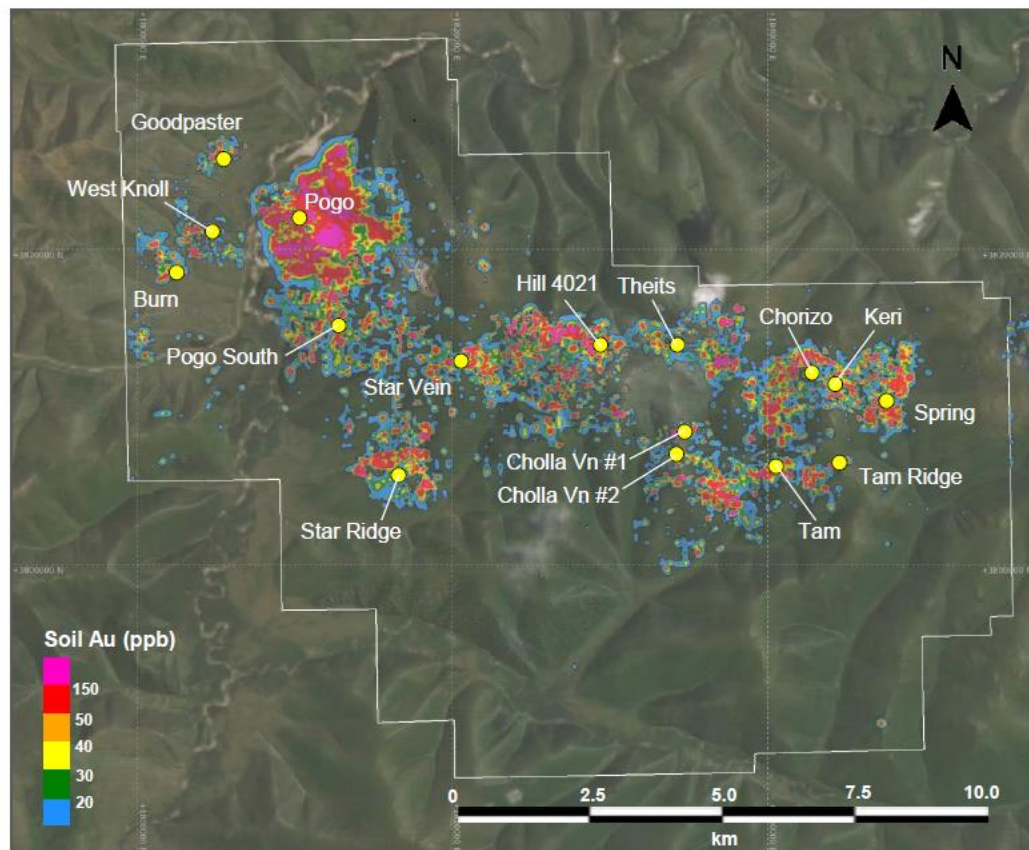 N
Goodpaster
West Knoll
Pogo
Burn
Hill 4021
Theits
Chorizo
Keri
Pogo South
Star Vein
Spring
Cholla Vn #1
Cholla Vn #2
Tam Ridge
Star Ridge
Tam
Soil Au (ppb)
150
50
40
30
20
0
2.5
5.0
7.5
10.0
km